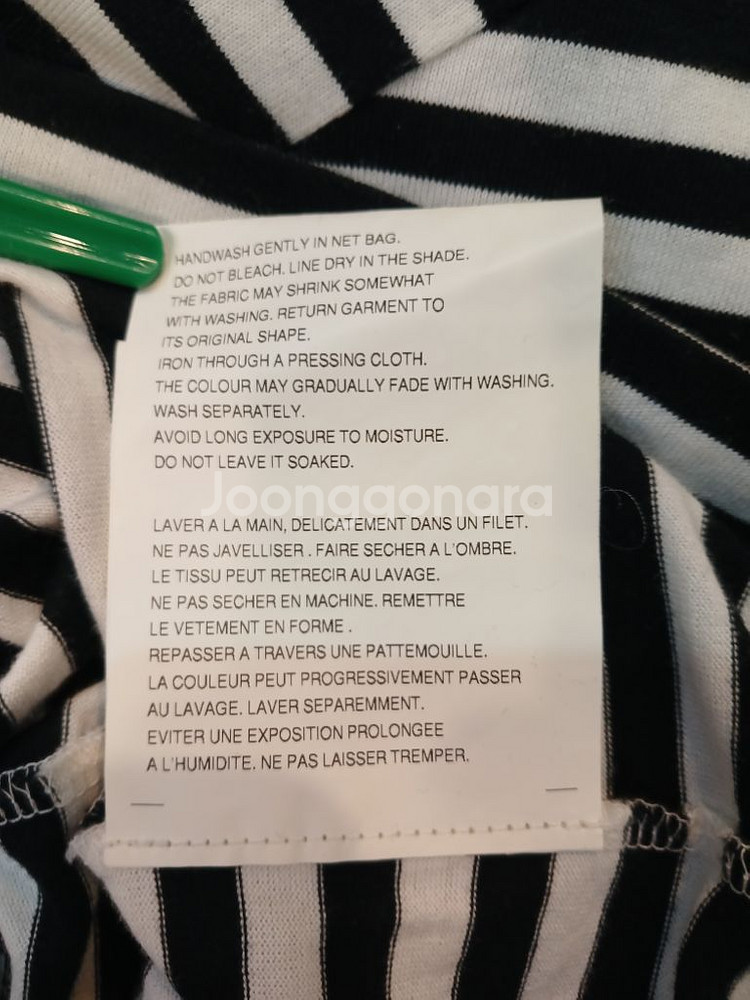 HANDWASH GENTLY IN NET BAG.
DO NOT BLEACH. LINE DRY IN THE SHADE.
THE FABRIC MAY SHRINK SOMEWHAT
WITH WASHING. RETURN GARMENT TO
ITS ORIGINAL SHAPE.
IRON THROUGH A PRESSING CLOTH.
THE COLOUR MAY GRADUALLY FADE WITH WASHING.
WASH SEPARATELY.
AVOID LONG EXPOSURE TO MOISTURE.
DO NOT LEAVE IT SOAKED.
Joonggonara
LAVER A LA MAIN, DELICATEMENT DANS UN FILET.
NE PAS JAVELLISER . FAIRE SECHER A L'OMBRE.
LE TISSU PEUT RETRECIR AU LAVAGE.
NE PAS SECHER EN MACHINE. REMETTRE
LE VETEMENT EN FORME .
REPASSER A TRAVERS UNE PATTEMOUILLE.
LA COULEUR PEUT PROGRESSIVEMENT PASSER
AU LAVAGE. LAVER SEPAREMMENT.
EVITER UNE EXPOSITION PROLONGEE
A L'HUMIDITE. NE PAS LAISSER TREMPER.